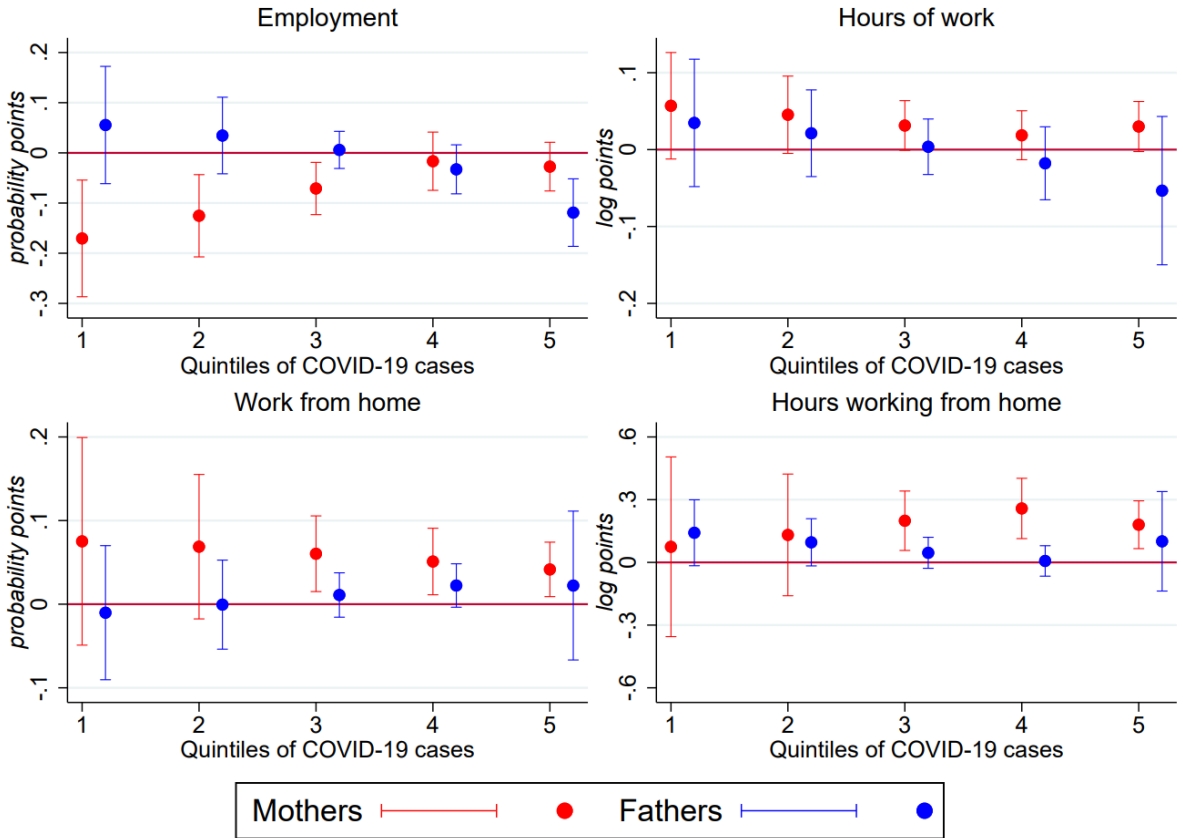 Employment
.2
.1
0
-.1
-.2
-.3
probability points
1 2 3 4 5
Quintiles of COVID-19 cases
Hours of work
.1
0
-.1
-.2
log points
1 2 3 4 5
Quintiles of COVID-19 cases
Work from home
.2
.1
0
-.1
probability points
1 2 3 4 5
Quintiles of COVID-19 cases
Hours working from home
.6
.3
0
-.3
-.6
log points
1 2 3 4 5
Quintiles of COVID-19 cases
Mothers Fathers